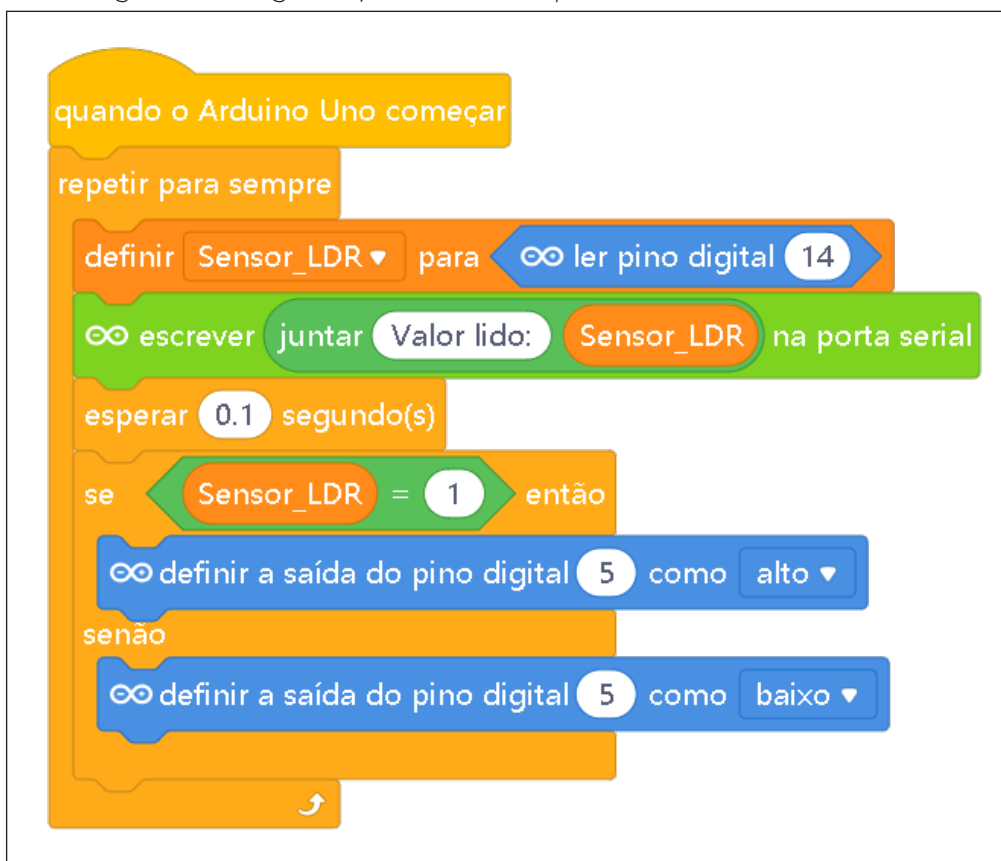 quando o Arduino Uno começar
repetir para sempre
definir Sensor_LDR para ler pino digital 14
escrever juntar Valor lido: Sensor_LDR na porta serial
esperar 0.1 segundo(s)
se Sensor_LDR = 1 então
definir a saída do pino digital 5 como alto
senão
definir a saída do pino digital 5 como baixo